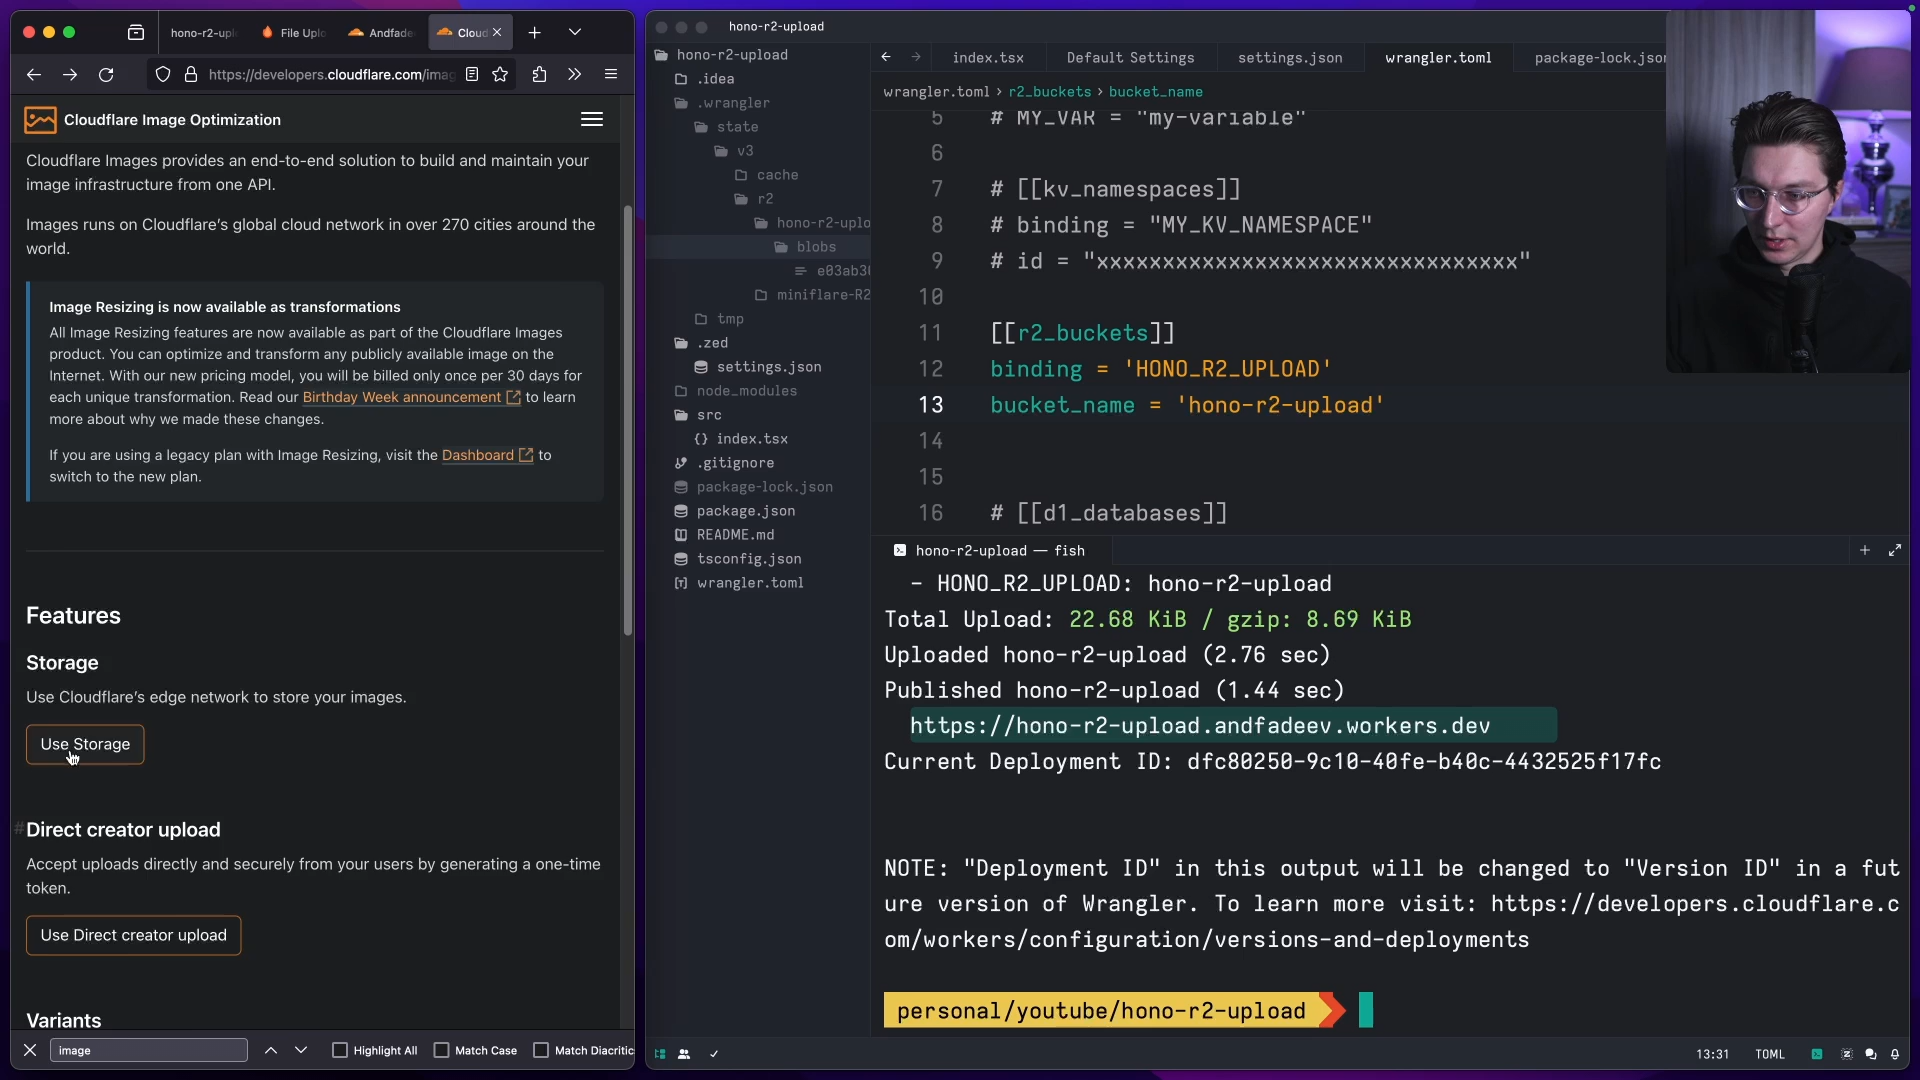 hono-r2-upl
File Uplo
Andfade
Cloud
https://developers.cloudflare.com/imag
Cloudflare Image Optimization
Cloudflare Images provides an end-to-end solution to build and maintain your
image infrastructure from one API.
Images runs on Cloudflare's global cloud network in over 270 cities around the
world.
Image Resizing is now available as transformations
All Image Resizing features are now available as part of the Cloudflare Images
product. You can optimize and transform any publicly available image on the
Internet. With our new pricing model, you will be billed only once per 30 days for
each unique transformation. Read our Birthday Week announcement to learn
more about why we made these changes.
If you are using a legacy plan with Image Resizing, visit the Dashboard to
switch to the new plan.
Features
Storage
Use Cloudflare's edge network to store your images.
Use Storage
#Direct creator upload
Accept uploads directly and securely from your users by generating a one-time
token.
Use Direct creator upload
Variants
image
Highlight All
Match Case
Match Diacritic
hono-r2-upload
hono-r2-upload
.idea
.wrangler
state
v3
cache
r2
hono-r2-uplo
blobs
e03ab30
miniflare-R2
tmp
.zed
settings.json
node_modules
src
index.tsx
.gitignore
package-lock.json
package.json
README.md
tsconfig.json
wrangler.toml
index.tsx
Default Settings
settings.json
wrangler.toml
package-lock.json
wrangler.toml › r2_buckets › bucket_name
5 # MY_VAR = "my-variable"
6
7 # [[kv_namespaces]]
8 # binding = "MY_KV_NAMESPACE"
9 # id = "xxxxxxxxxxxxxxxxxxxxxxxxxxxxxxxx"
10
11 [[r2_buckets]]
12 binding = 'HONO_R2_UPLOAD'
13 bucket_name = 'hono-r2-upload'
14
15
16 # [[d1_databases]]
hono-r2-upload — fish
- HONO_R2_UPLOAD: hono-r2-upload
Total Upload: 22.68 KiB / gzip: 8.69 KiB
Uploaded hono-r2-upload (2.76 sec)
Published hono-r2-upload (1.44 sec)
https://hono-r2-upload.andfadeev.workers.dev
Current Deployment ID: dfc80250-9c10-40fe-b40c-4432525f17fc
NOTE: "Deployment ID" in this output will be changed to "Version ID" in a fut
ure version of Wrangler. To learn more visit: https://developers.cloudflare.c
om/workers/configuration/versions-and-deployments
personal/youtube/hono-r2-upload
13:31
TOML